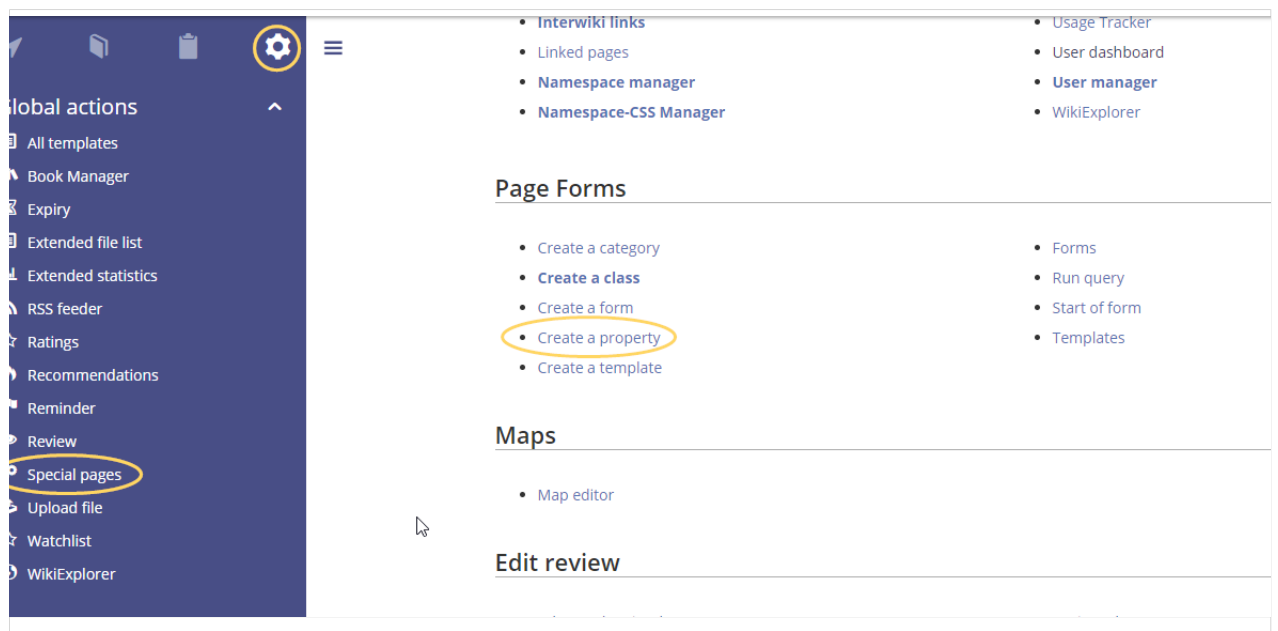 Global actions
All templates
Book Manager
Expiry
Extended file list
Extended statistics
RSS feeder
Ratings
Recommendations
Reminder
Review
Special pages
Upload file
Watchlist
WikiExplorer
Interwiki links
Linked pages
Namespace manager
Namespace-CSS Manager
Usage Tracker
User dashboard
User manager
WikiExplorer
Page Forms
Create a category
Create a class
Create a form
Create a property
Create a template
Forms
Run query
Start of form
Templates
Maps
Map editor
Edit review